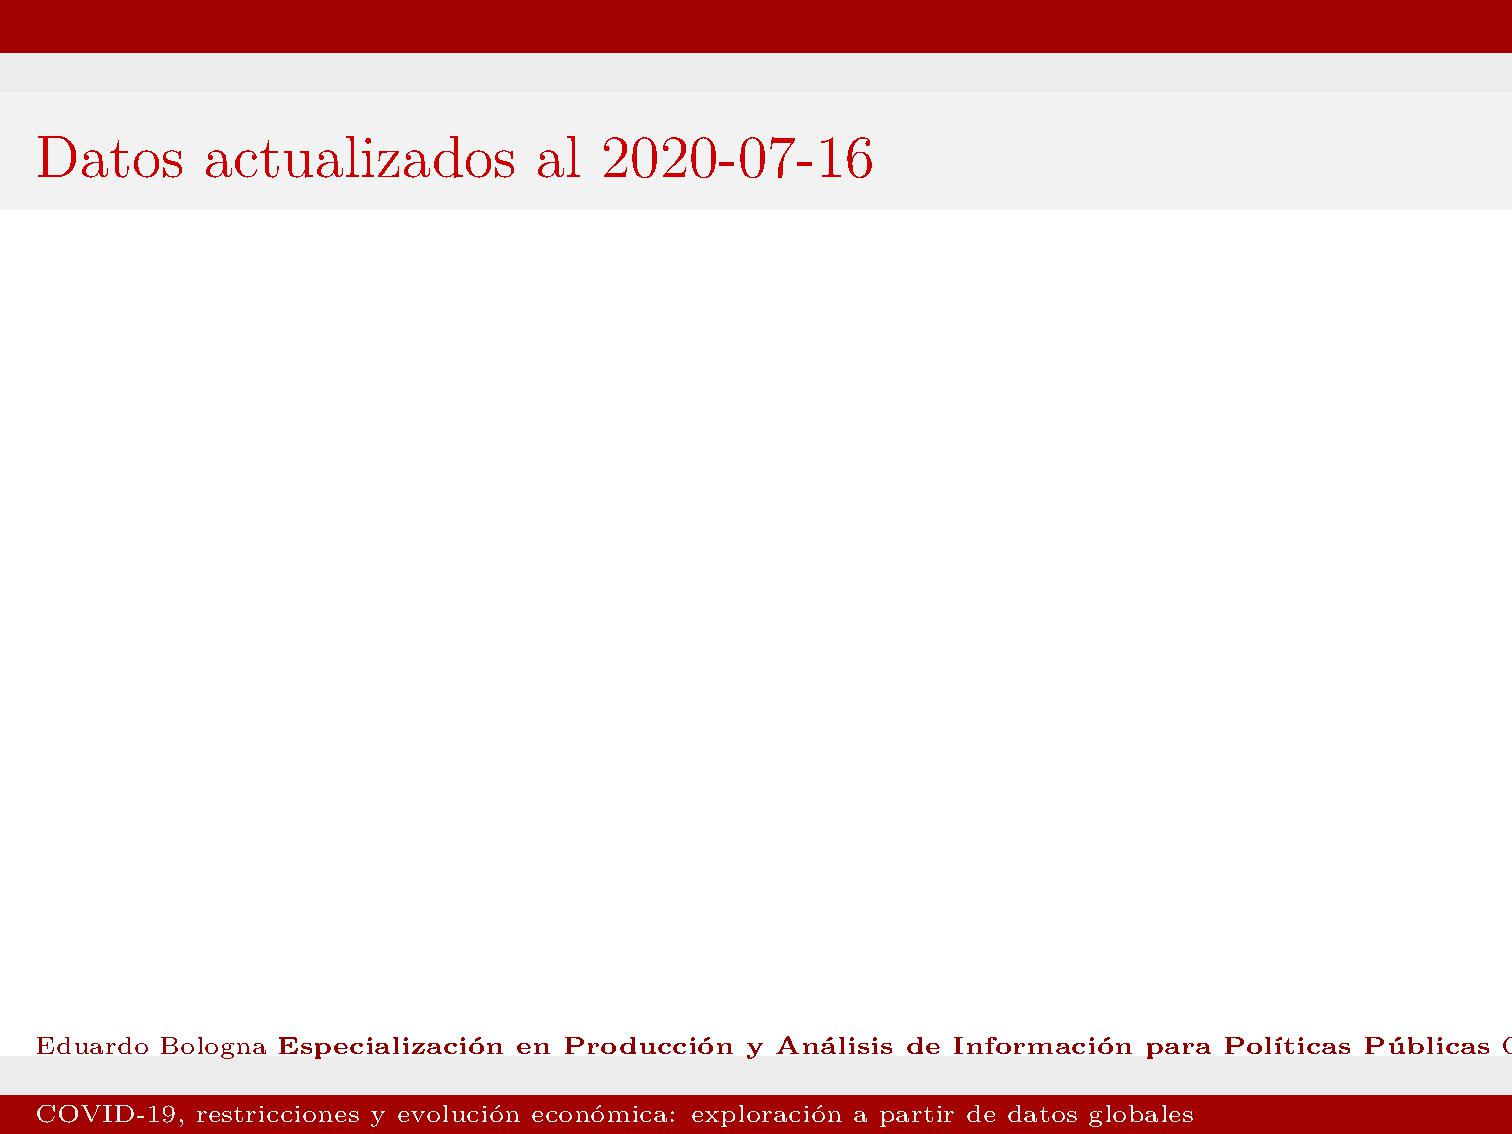 Datos actualizados al 2020-07-16
Eduardo Bologna Especialización en Producción y Análisis de Información para Políticas Públicas
COVID-19, restricciones y evolución económica: exploración a partir de datos globales